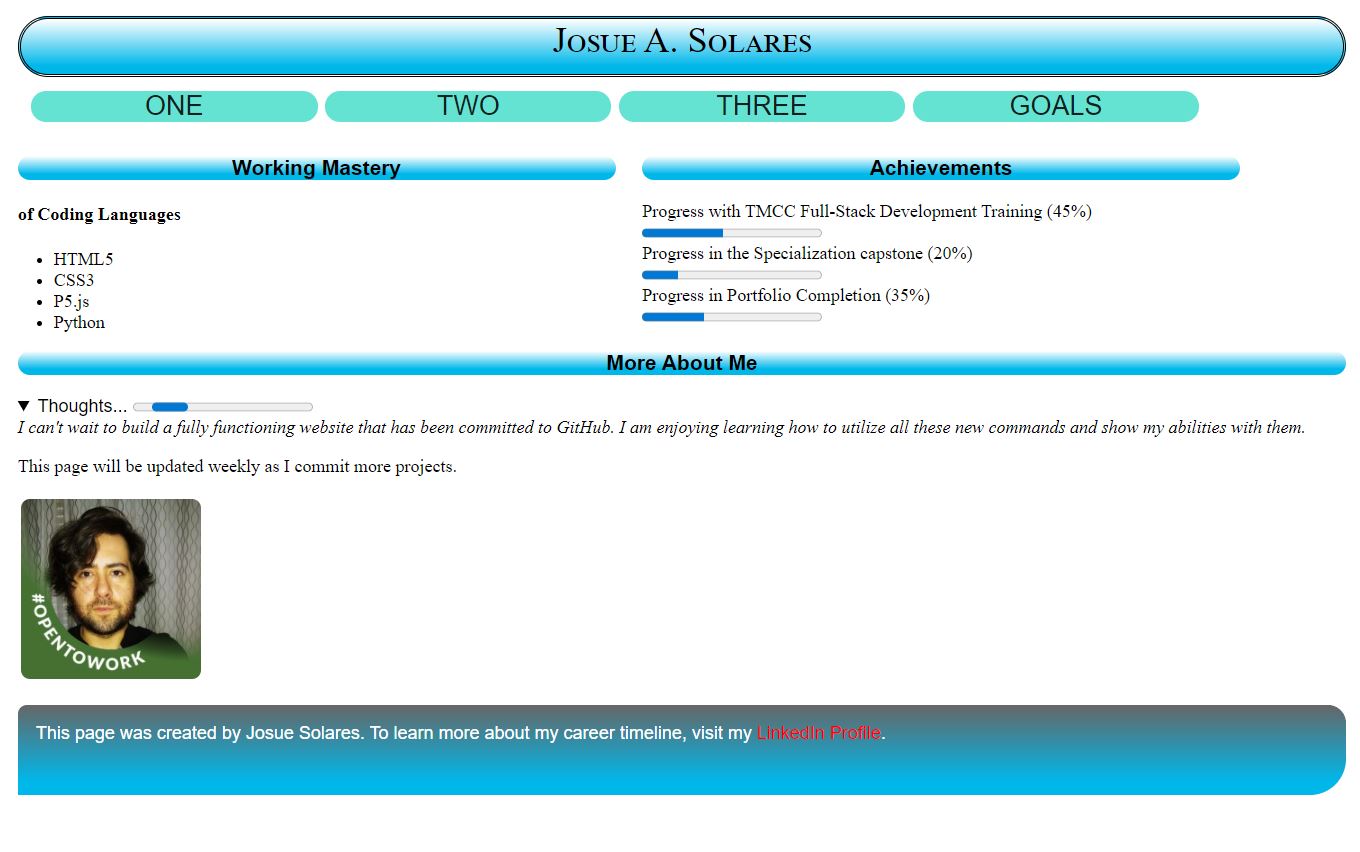 Josue A. Solares
ONE TWO THREE GOALS
Working Mastery
of Coding Languages
HTML5
CSS3
P5.js
Python
Achievements
Progress with TMCC Full-Stack Development Training (45%)
Progress in the Specialization capstone (20%)
Progress in Portfolio Completion (35%)
More About Me
Thoughts...
I can't wait to build a fully functioning website that has been committed to GitHub. I am enjoying learning how to utilize all these new commands and show my abilities with them.
This page will be updated weekly as I commit more projects.
#OPENTOWORK
This page was created by Josue Solares. To learn more about my career timeline, visit my LinkedIn Profile.